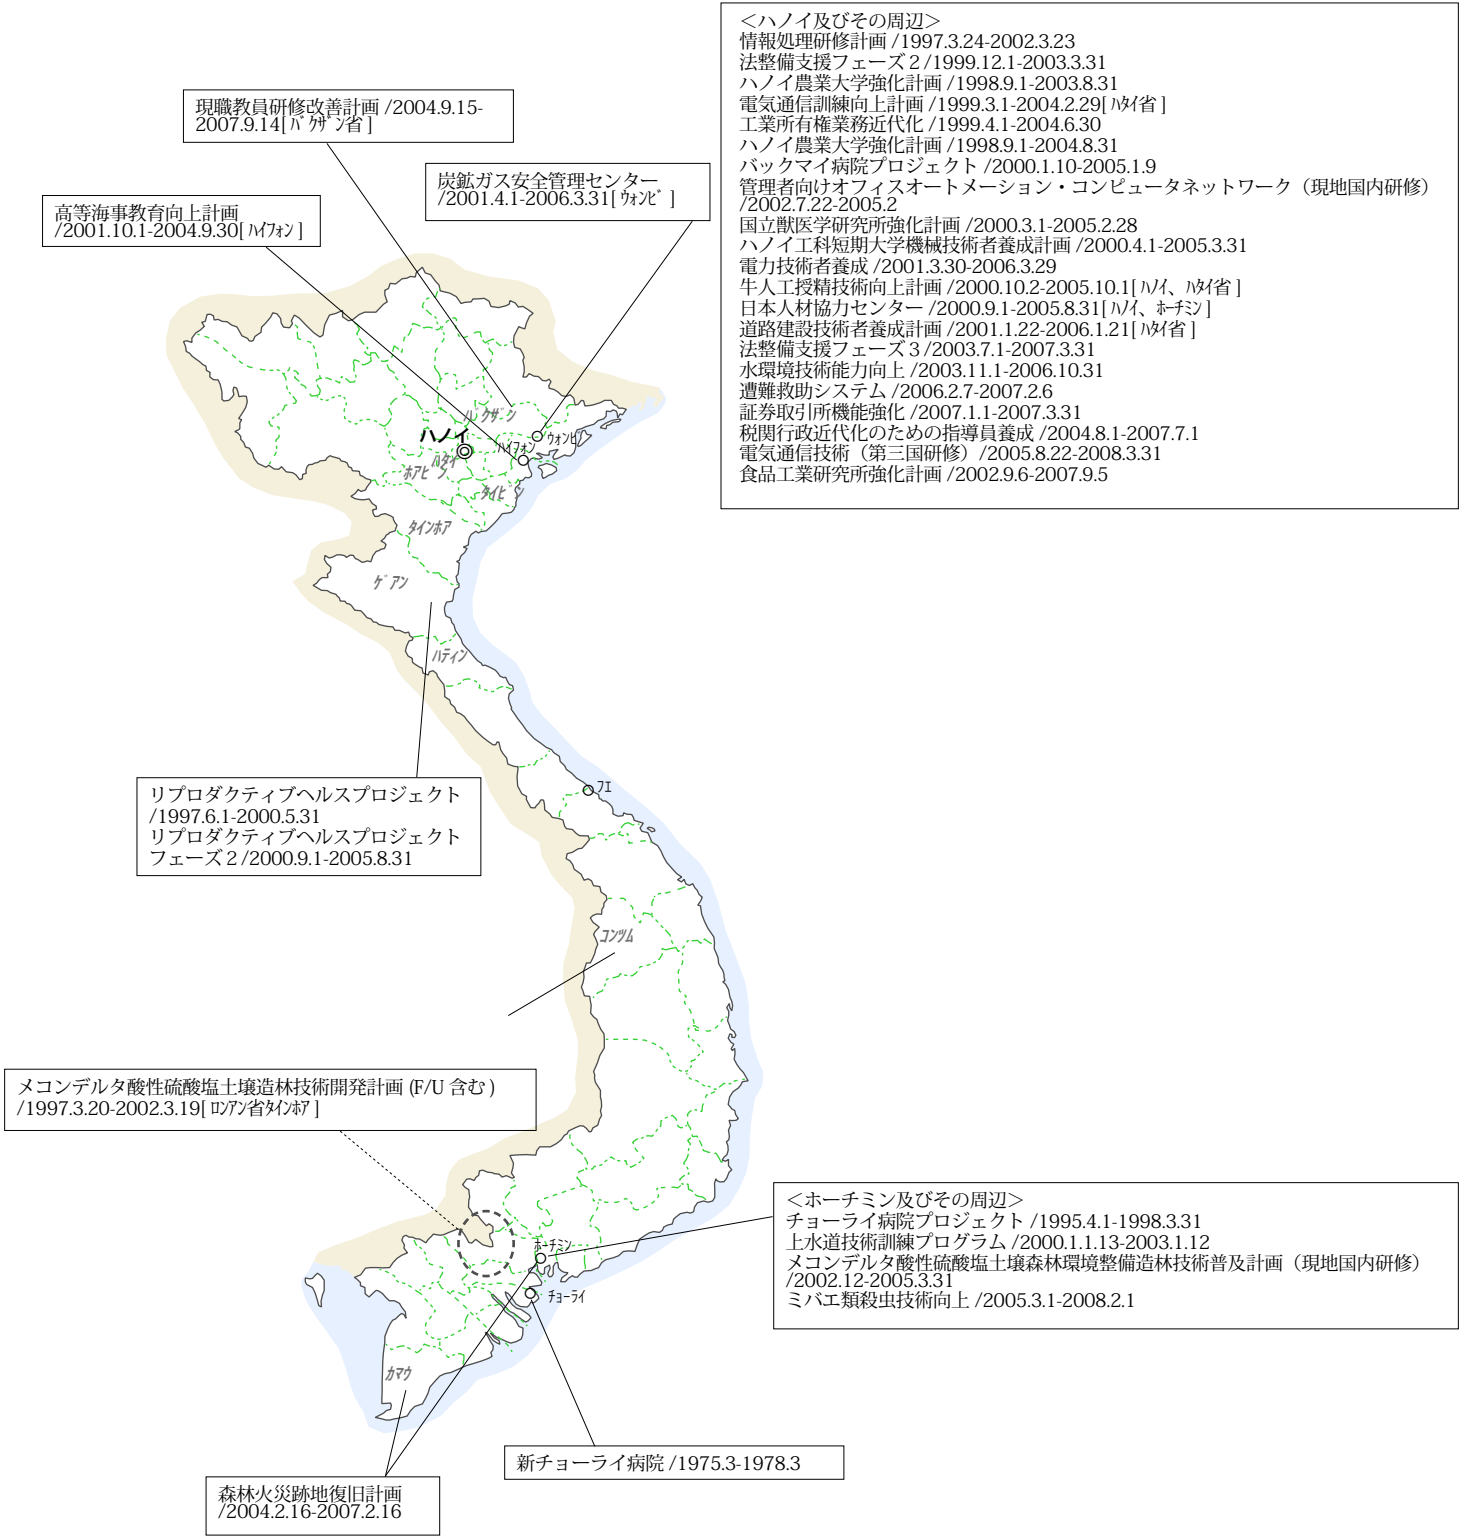 ＜ハノイ及びその周辺＞
情報処理研修計画 /1997.3.24-2002.3.23
法整備支援フェーズ２/1999.12.1-2003.3.31
ハノイ農業大学強化計画 /1998.9.1-2003.8.31
電気通信訓練向上計画 /1999.3.1-2004.2.29[ ﾊﾀｲ省 ]
工業所有権業務近代化 /1999.4.1-2004.6.30
ハノイ農業大学強化計画 /1998.9.1-2004.8.31
バックマイ病院プロジェクト /2000.1.10-2005.1.9
管理者向けオフィスオートメーション・コンピュータネットワーク（現地国内研修）
/2002.7.22-2005.2
国立獣医学研究所強化計画 /2000.3.1-2005.2.28
ハノイ工科短期大学機械技術者養成計画 /2000.4.1-2005.3.31
電力技術者養成 /2001.3.30-2006.3.29
牛人工授精技術向上計画 /2000.10.2-2005.10.1[ ﾊﾉｲ、ﾊﾀｲ省 ]
日本人材協力センター /2000.9.1-2005.8.31[ ﾊﾉｲ、ﾎｰﾁﾐﾝ ]
道路建設技術者養成計画 /2001.1.22-2006.1.21[ ﾊﾀｲ省 ]
法整備支援フェーズ３/2003.7.1-2007.3.31
水環境技術能力向上 /2003.11.1-2006.10.31
遭難救助システム /2006.2.7-2007.2.6
証券取引所機能強化 /2007.1.1-2007.3.31
税関行政近代化のための指導員養成 /2004.8.1-2007.7.1
電気通信技術（第三国研修）/2005.8.22-2008.3.31
食品工業研究所強化計画 /2002.9.6-2007.9.5
現職教員研修改善計画 /2004.9.15-
2007.9.14[ ﾊﾞｸｻﾞﾝ省 ]
炭鉱ガス安全管理センター
/2001.4.1-2006.3.31[ ｳｫﾝﾋﾞ ]
高等海事教育向上計画
/2001.10.1-2004.9.30[ ﾊｲﾌｫﾝ ]
ﾊﾞｸｻﾞﾝ
ハノイ
ｳｫﾝﾋﾞ
ﾊｲﾌｫﾝ
ﾊﾀｲ
ﾎｱﾋﾞﾝ
ﾀｲﾋﾞﾝ
ﾀｲﾝﾎｱ
ｹﾞｱﾝ
ﾊﾃｨﾝ
リプロダクティブヘルスプロジェクト
/1997.6.1-2000.5.31
リプロダクティブヘルスプロジェクト
フェーズ２/2000.9.1-2005.8.31
ﾌｴ
ｺﾝﾂﾑ
メコンデルタ酸性硫酸塩土壌造林技術開発計画 (F/U 含む )
/1997.3.20-2002.3.19[ ﾛﾝｱﾝ省ﾀｲﾝﾎｱ ]
＜ホーチミン及びその周辺＞
チョーライ病院プロジェクト /1995.4.1-1998.3.31
上水道技術訓練プログラム /2000.1.1.13-2003.1.12
メコンデルタ酸性硫酸塩土壌森林環境整備造林技術普及計画（現地国内研修）
/2002.12-2005.3.31
ミバエ類殺虫技術向上 /2005.3.1-2008.2.1
ﾎｰﾁﾐﾝ
ﾁｮｰﾗｲ
ｶﾏｳ
新チョーライ病院 /1975.3-1978.3
森林火災跡地復旧計画
/2004.2.16-2007.2.16